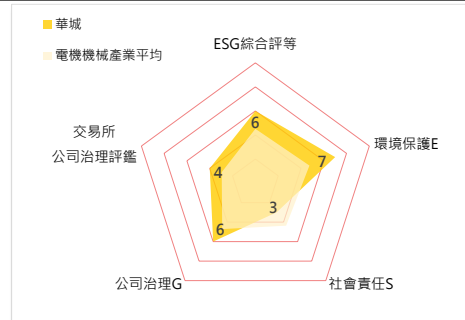 華城
電機機械產業平均
ESG綜合評等
6
環境保護E
7
交易所
公司治理評鑑
4
3
6
公司治理G
社會責任S